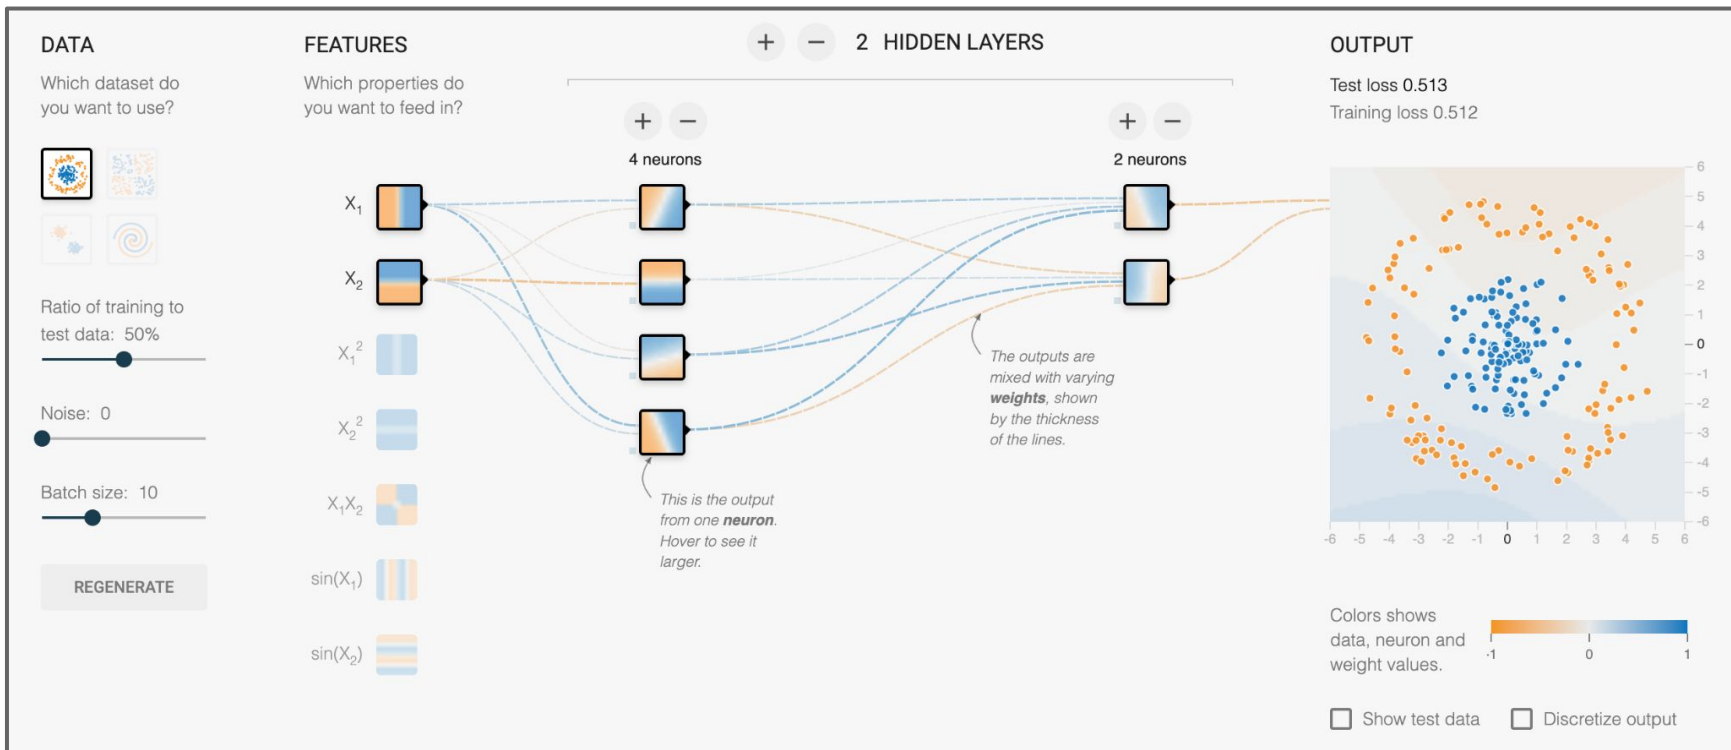 DATA
Which dataset do
you want to use?
Ratio of training to
test data: 50%
Noise: 0
Batch size: 10
REGENERATE
FEATURES
Which properties do
you want to feed in?
X1
X2
X1²
X2²
X1X2
sin(X1)
sin(X2)
+ − 2 HIDDEN LAYERS
+ −
4 neurons
+ −
2 neurons
This is the output
from one neuron.
Hover to see it
larger.
The outputs are
mixed with varying
weights, shown
by the thickness
of the lines.
OUTPUT
Test loss 0.513
Training loss 0.512
6
5
4
3
2
1
0
-1
-2
-3
-4
-5
-6
-6 -5 -4 -3 -2 -1 0 1 2 3 4 5 6
Colors shows
data, neuron and
weight values.
-1 0 1
Show test data Discretize output